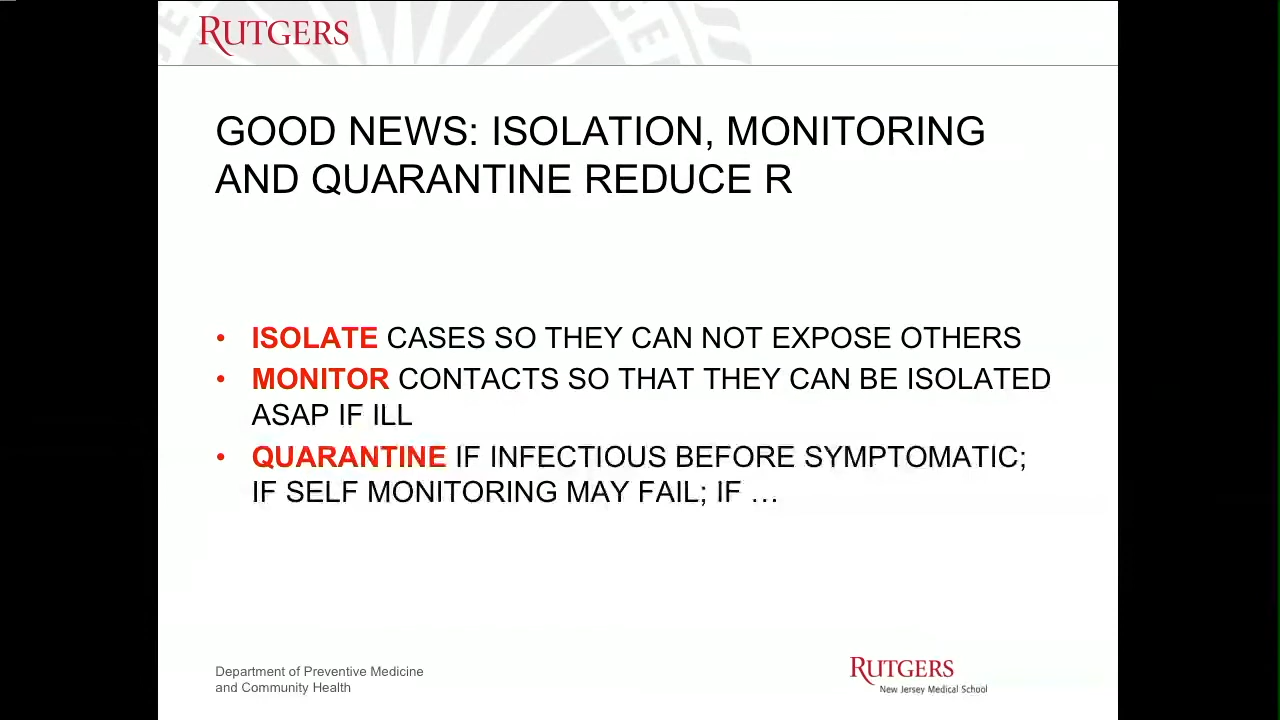 RUTGERS
GOOD NEWS: ISOLATION, MONITORING
AND QUARANTINE REDUCE R
• ISOLATE CASES SO THEY CAN NOT EXPOSE OTHERS
• MONITOR CONTACTS SO THAT THEY CAN BE ISOLATED
ASAP IF ILL
• QUARANTINE IF INFECTIOUS BEFORE SYMPTOMATIC;
IF SELF MONITORING MAY FAIL; IF …
Department of Preventive Medicine
and Community Health
RUTGERS
New Jersey Medical School